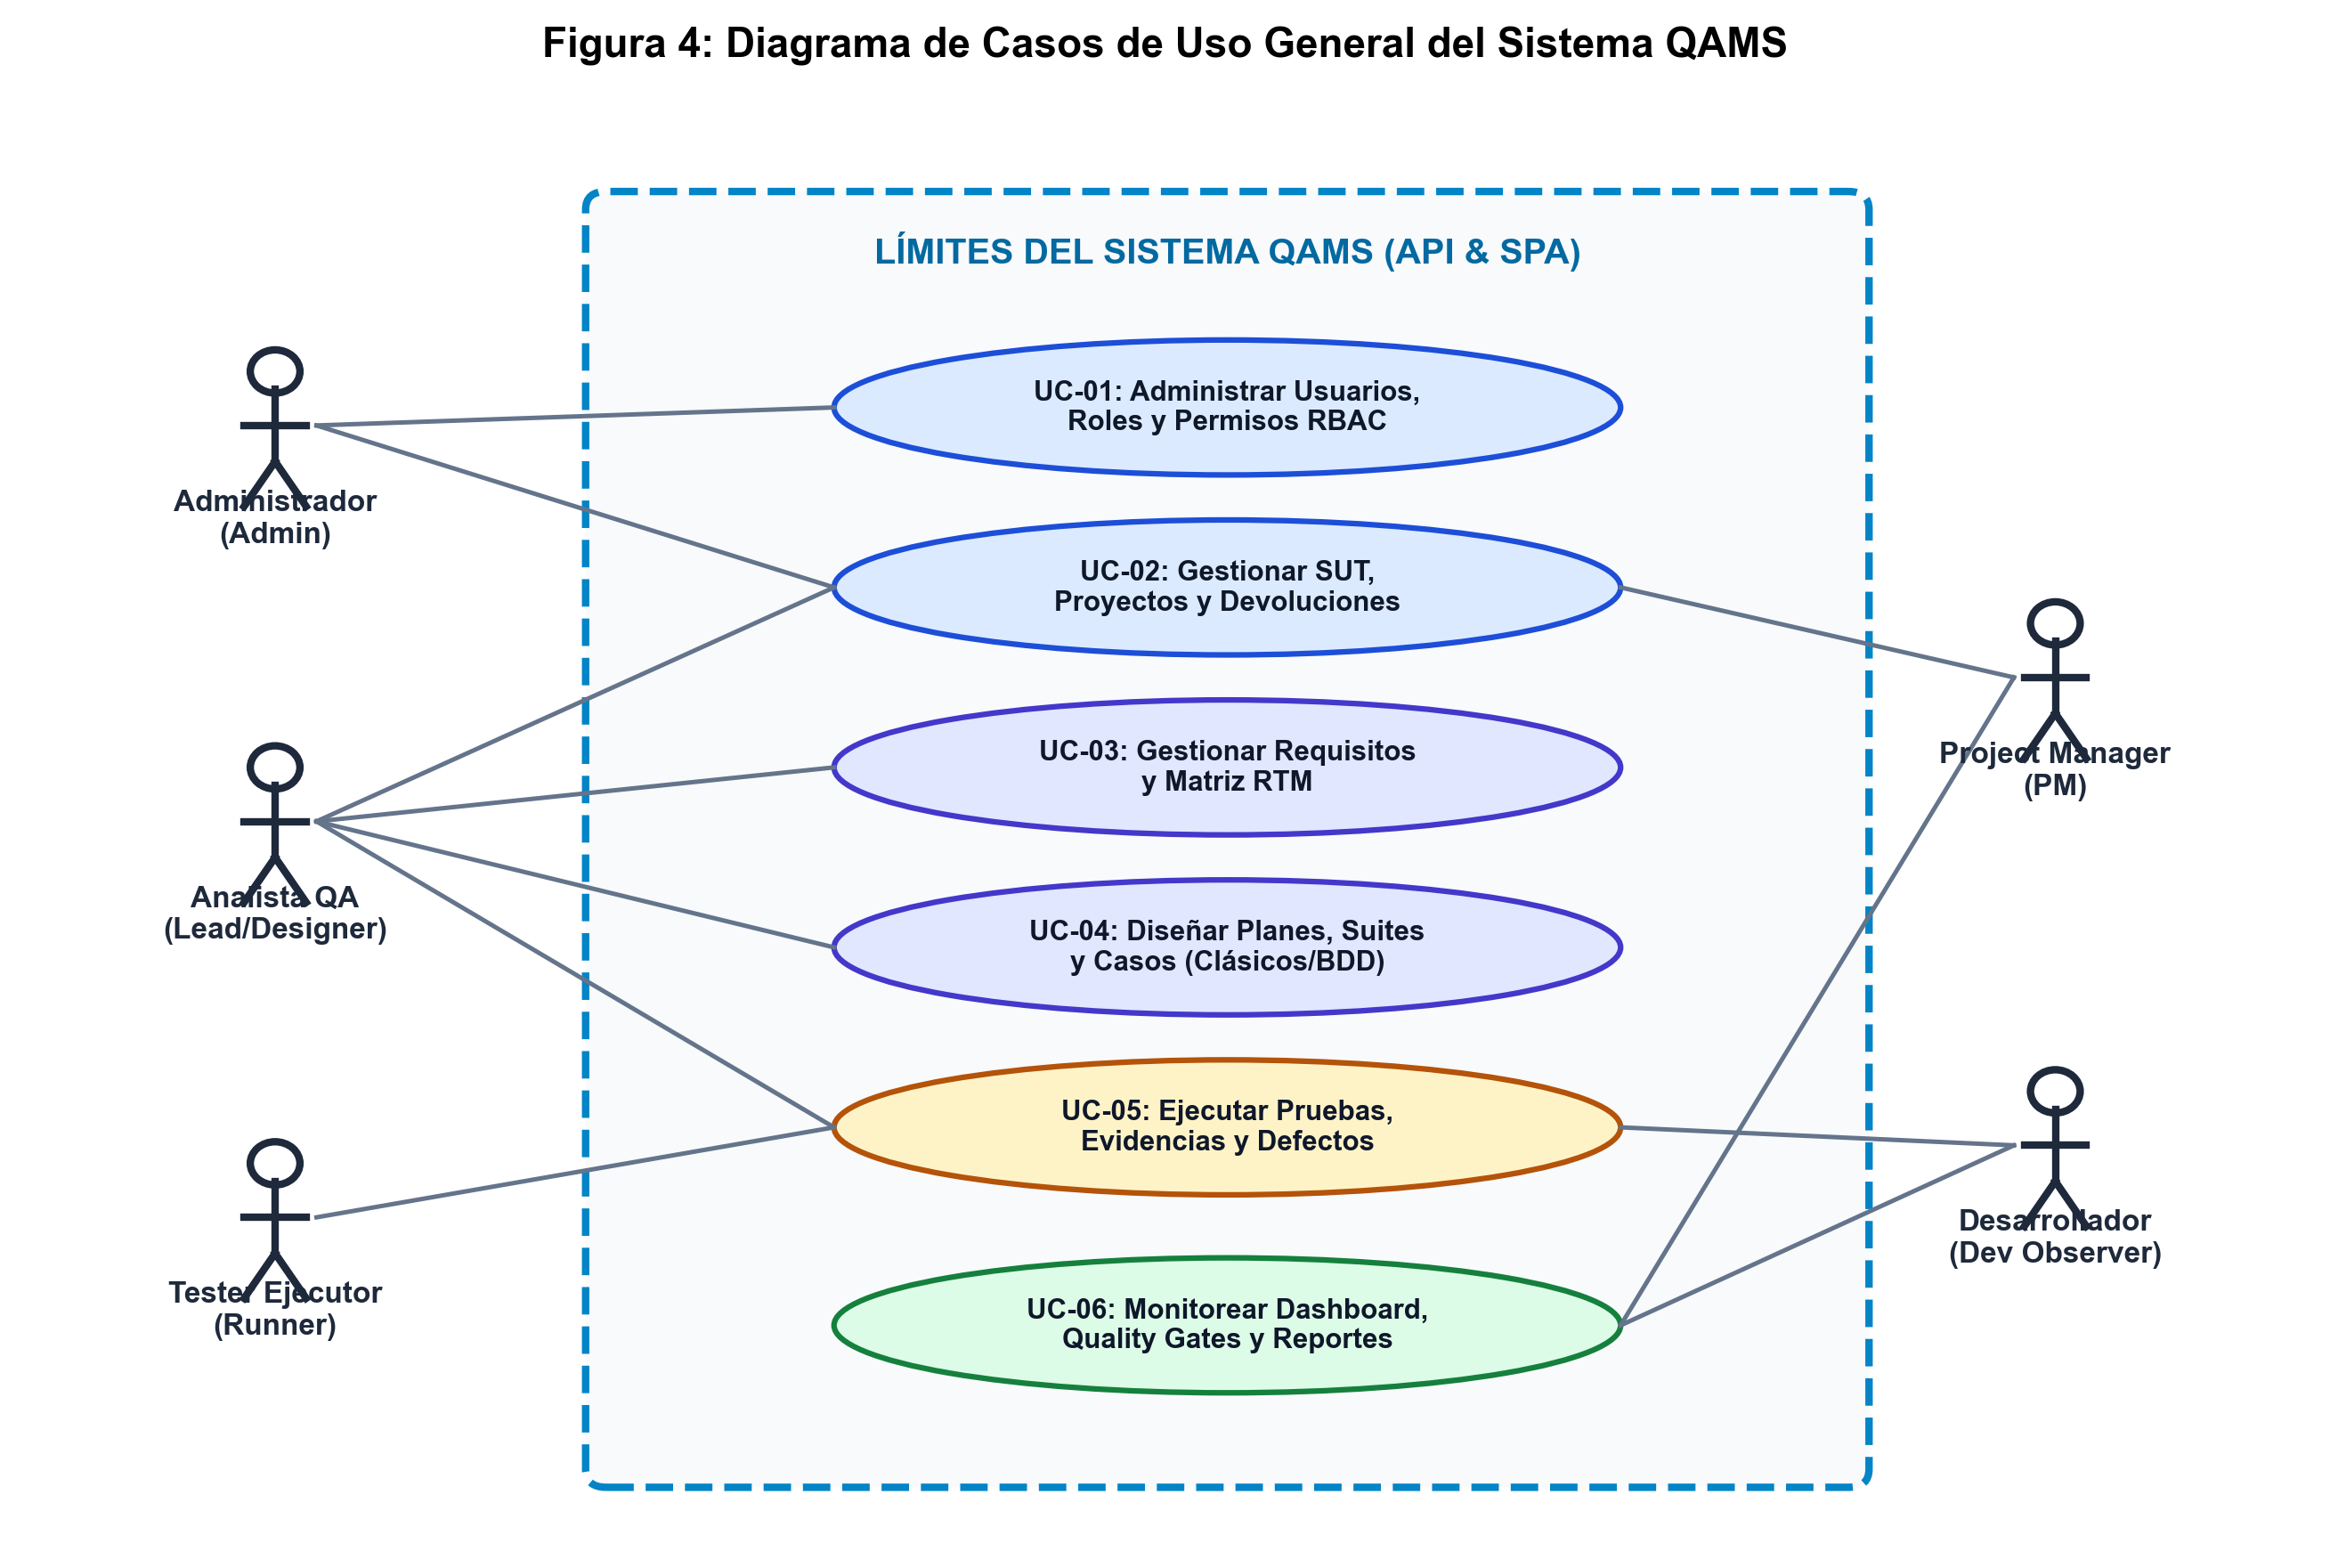 Figura 4: Diagrama de Casos de Uso General del Sistema QAMS
LÍMITES DEL SISTEMA QAMS (API & SPA)
UC-01: Administrar Usuarios,
Roles y Permisos RBAC
Administrador
(Admin)
UC-02: Gestionar SUT,
Proyectos y Devoluciones
UC-03: Gestionar Requisitos
y Matriz RTM
Project Manager
(PM)
Analista QA
(Lead/Designer)
UC-04: Diseñar Planes, Suites
y Casos (Clásicos/BDD)
UC-05: Ejecutar Pruebas,
Evidencias y Defectos
Desarrollador
(Dev Observer)
Tester Ejecutor
(Runner)
UC-06: Monitorear Dashboard,
Quality Gates y Reportes